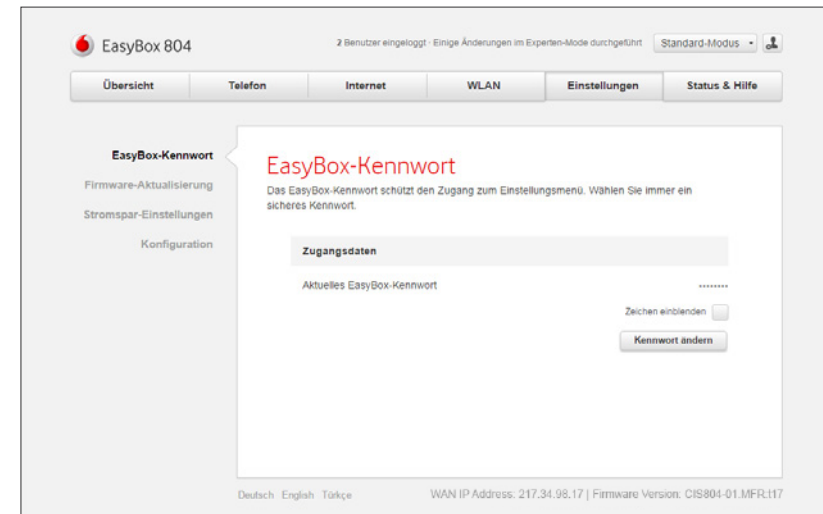 EasyBox 804
2 Benutzer eingeloggt · Einige Änderungen im Experten-Mode durchgeführt
Standard-Modus
Übersicht Telefon Internet WLAN Einstellungen Status & Hilfe
EasyBox-Kennwort
Firmware-Aktualisierung
Stromspar-Einstellungen
Konfiguration
EasyBox-Kennwort
Das EasyBox-Kennwort schützt den Zugang zum Einstellungsmenü. Wählen Sie immer ein
sicheres Kennwort.
Zugangsdaten
Aktuelles EasyBox-Kennwort ········
Zeichen einblenden
Kennwort ändern
Deutsch English Türkçe
WAN IP Address: 217.34.98.17 | Firmware Version: CIS804-01.MFR.t17